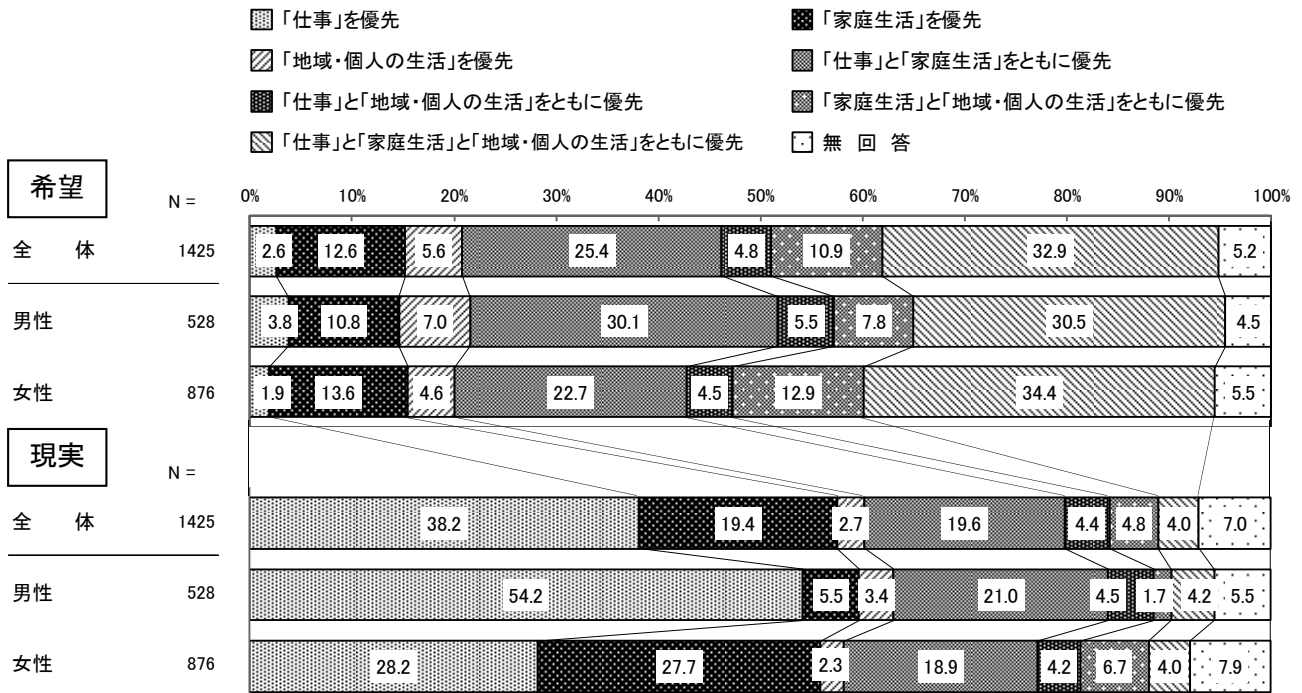 「仕事」を優先 「家庭生活」を優先
「地域・個人の生活」を優先 「仕事」と「家庭生活」をともに優先
「仕事」と「地域・個人の生活」をともに優先 「家庭生活」と「地域・個人の生活」をともに優先
「仕事」と「家庭生活」と「地域・個人の生活」をともに優先 無 回 答
希望
N = 0% 10% 20% 30% 40% 50% 60% 70% 80% 90% 100%
全 体 1425 2.6 12.6 5.6 25.4 4.8 10.9 32.9 5.2
男性 528 3.8 10.8 7.0 30.1 5.5 7.8 30.5 4.5
女性 876 1.9 13.6 4.6 22.7 4.5 12.9 34.4 5.5
現実
N =
全 体 1425 38.2 19.4 2.7 19.6 4.4 4.8 4.0 7.0
男性 528 54.2 5.5 3.4 21.0 4.5 1.7 4.2 5.5
女性 876 28.2 27.7 2.3 18.9 4.2 6.7 4.0 7.9